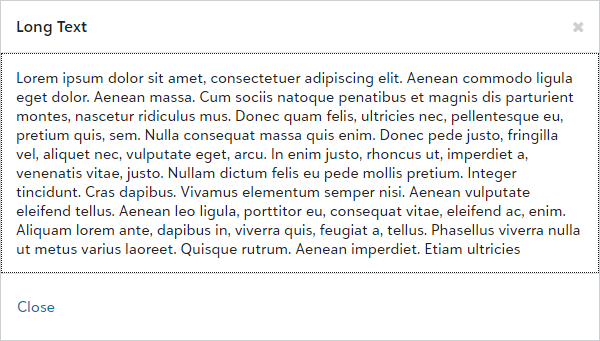 Long Text
Lorem ipsum dolor sit amet, consectetuer adipiscing elit. Aenean commodo ligula
eget dolor. Aenean massa. Cum sociis natoque penatibus et magnis dis parturient
montes, nascetur ridiculus mus. Donec quam felis, ultricies nec, pellentesque eu,
pretium quis, sem. Nulla consequat massa quis enim. Donec pede justo, fringilla
vel, aliquet nec, vulputate eget, arcu. In enim justo, rhoncus ut, imperdiet a,
venenatis vitae, justo. Nullam dictum felis eu pede mollis pretium. Integer
tincidunt. Cras dapibus. Vivamus elementum semper nisi. Aenean vulputate
eleifend tellus. Aenean leo ligula, porttitor eu, consequat vitae, eleifend ac, enim.
Aliquam lorem ante, dapibus in, viverra quis, feugiat a, tellus. Phasellus viverra nulla
ut metus varius laoreet. Quisque rutrum. Aenean imperdiet. Etiam ultricies
Close